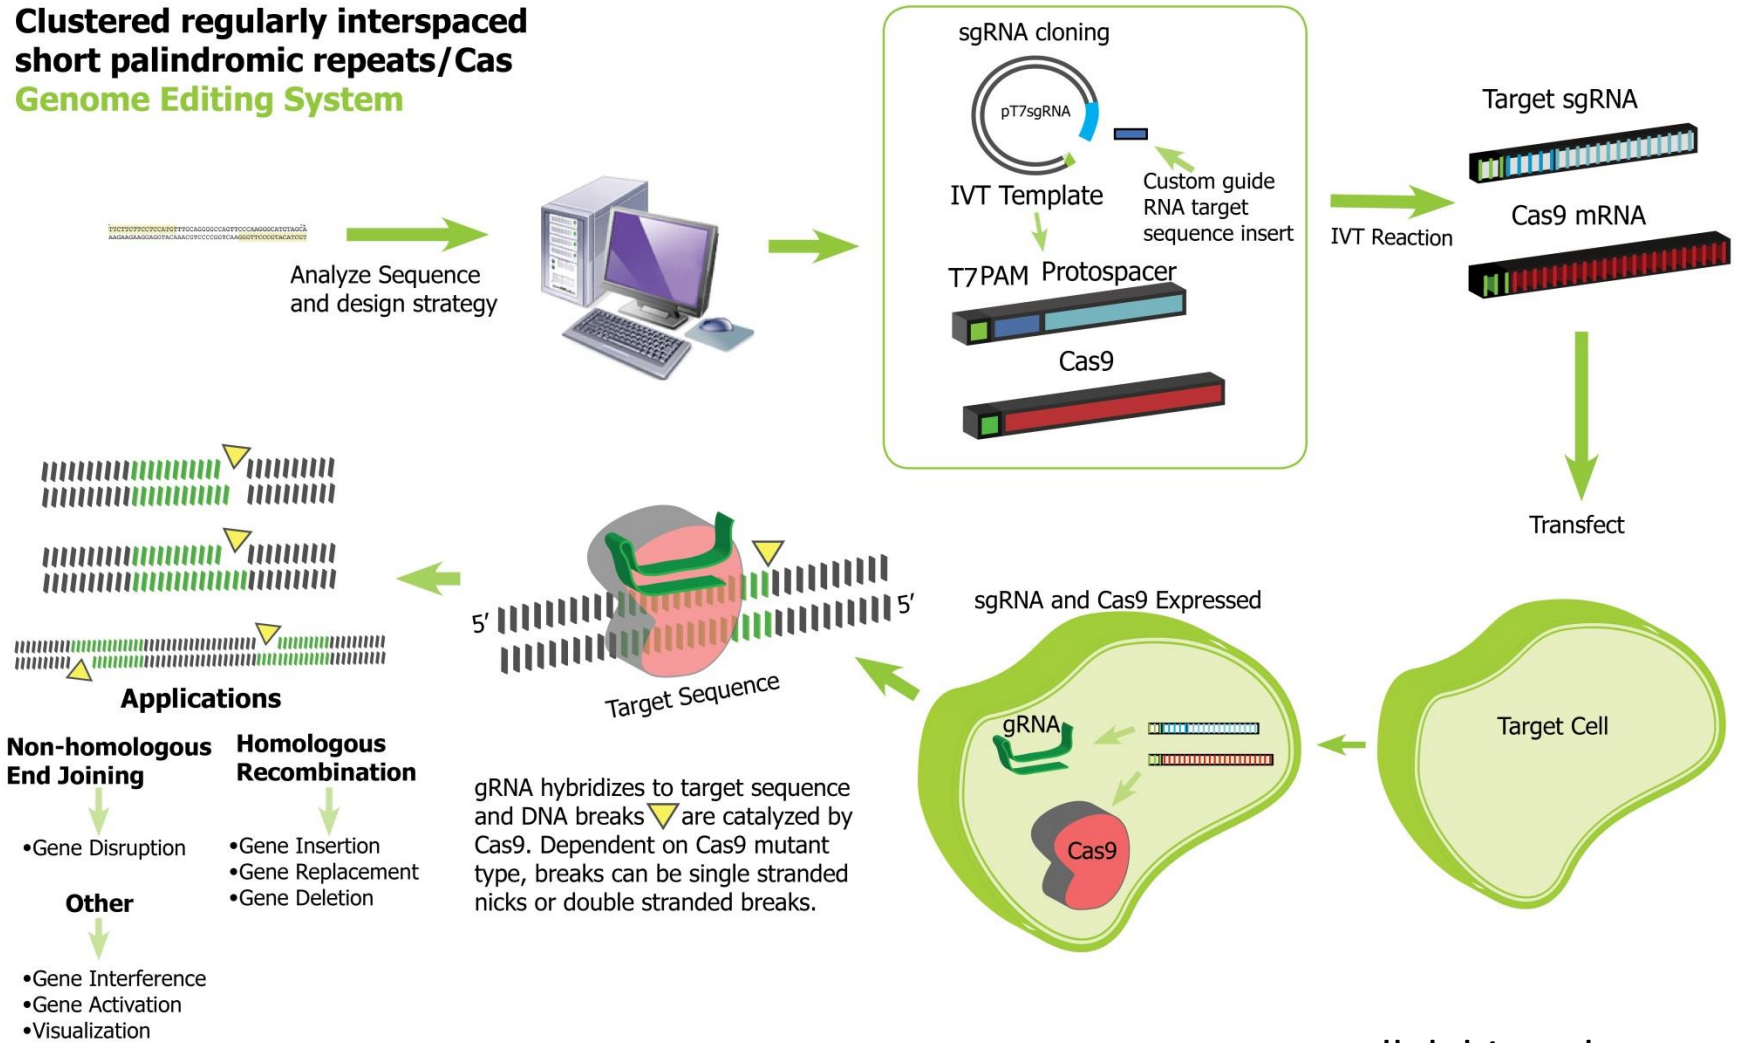 Clustered regularly interspaced
short palindromic repeats/Cas
Genome Editing System
Analyze Sequence
and design strategy
sgRNA cloning
pT7sgRNA
IVT Template
Custom guide
RNA target
sequence insert
T7 PAM Protospacer
Cas9
IVT Reaction
Target sgRNA
Cas9 mRNA
Transfect
Target Cell
sgRNA and Cas9 Expressed
gRNA
Cas9
5′
5′
Target Sequence
gRNA hybridizes to target sequence
and DNA breaks are catalyzed by
Cas9. Dependent on Cas9 mutant
type, breaks can be single stranded
nicks or double stranded breaks.
Applications
Non-homologous
End Joining
•Gene Disruption
Homologous
Recombination
•Gene Insertion
•Gene Replacement
•Gene Deletion
Other
•Gene Interference
•Gene Activation
•Visualization